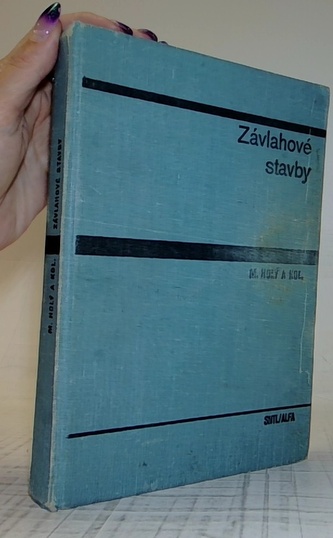 Závlahové
stavby
M. HOLÝ A KOL.
SNTL/ALFA
M. HOLÝ A KOL. ZÁVLAHOVÉ STAVBY